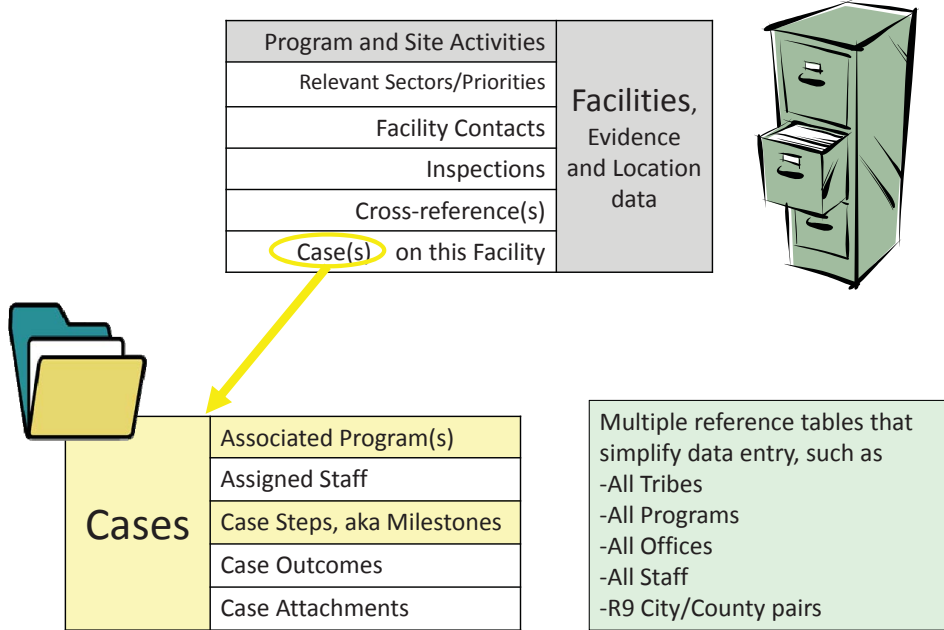 Program and Site Activities
Relevant Sectors/Priorities
Facility Contacts
Inspections
Cross-reference(s)
Case(s) on this Facility
Facilities,
Evidence
and Location
data
Cases
Associated Program(s)
Assigned Staff
Case Steps, aka Milestones
Case Outcomes
Case Attachments
Multiple reference tables that
simplify data entry, such as
-All Tribes
-All Programs
-All Offices
-All Staff
-R9 City/County pairs